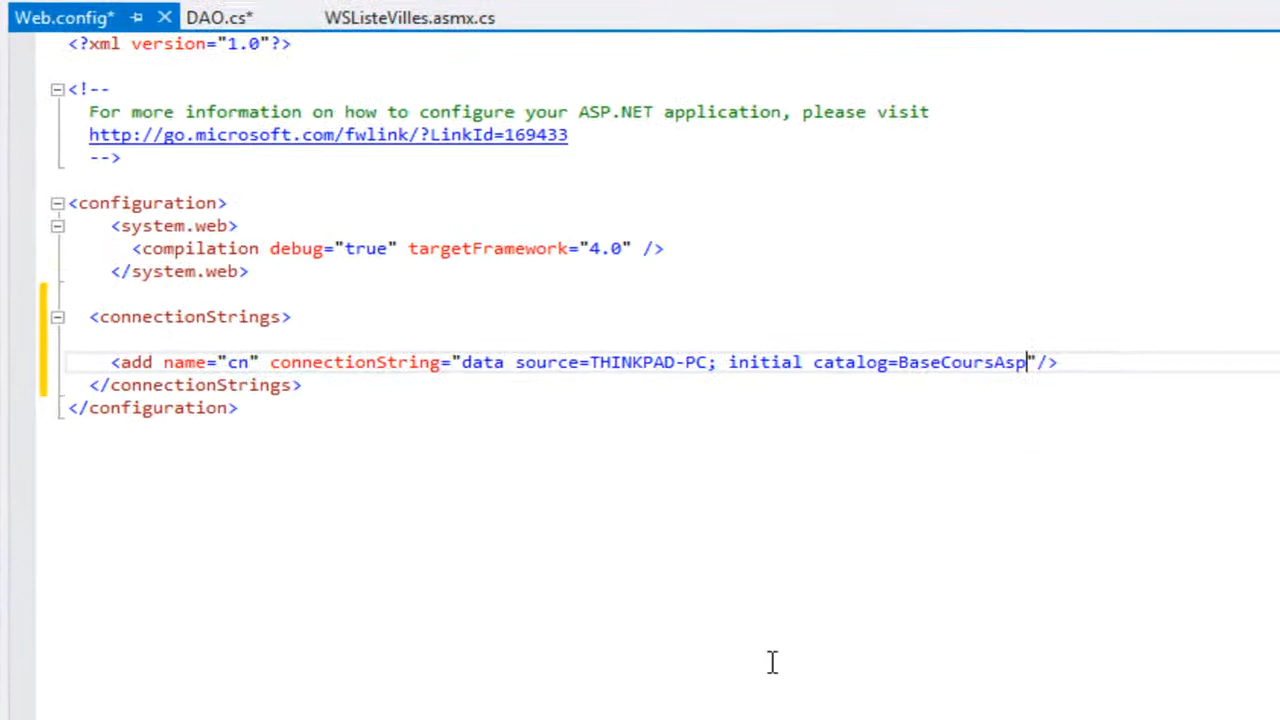 Web.config* DAO.cs* WSListeVilles.asmx.cs
<?xml version="1.0"?>
<!--
For more information on how to configure your ASP.NET application, please visit
http://go.microsoft.com/fwlink/?LinkId=169433
-->
<configuration>
<system.web>
<compilation debug="true" targetFramework="4.0" />
</system.web>
<connectionStrings>
<add name="cn" connectionString="data source=THINKPAD-PC; initial catalog=BaseCoursAsp"/>
</connectionStrings>
</configuration>